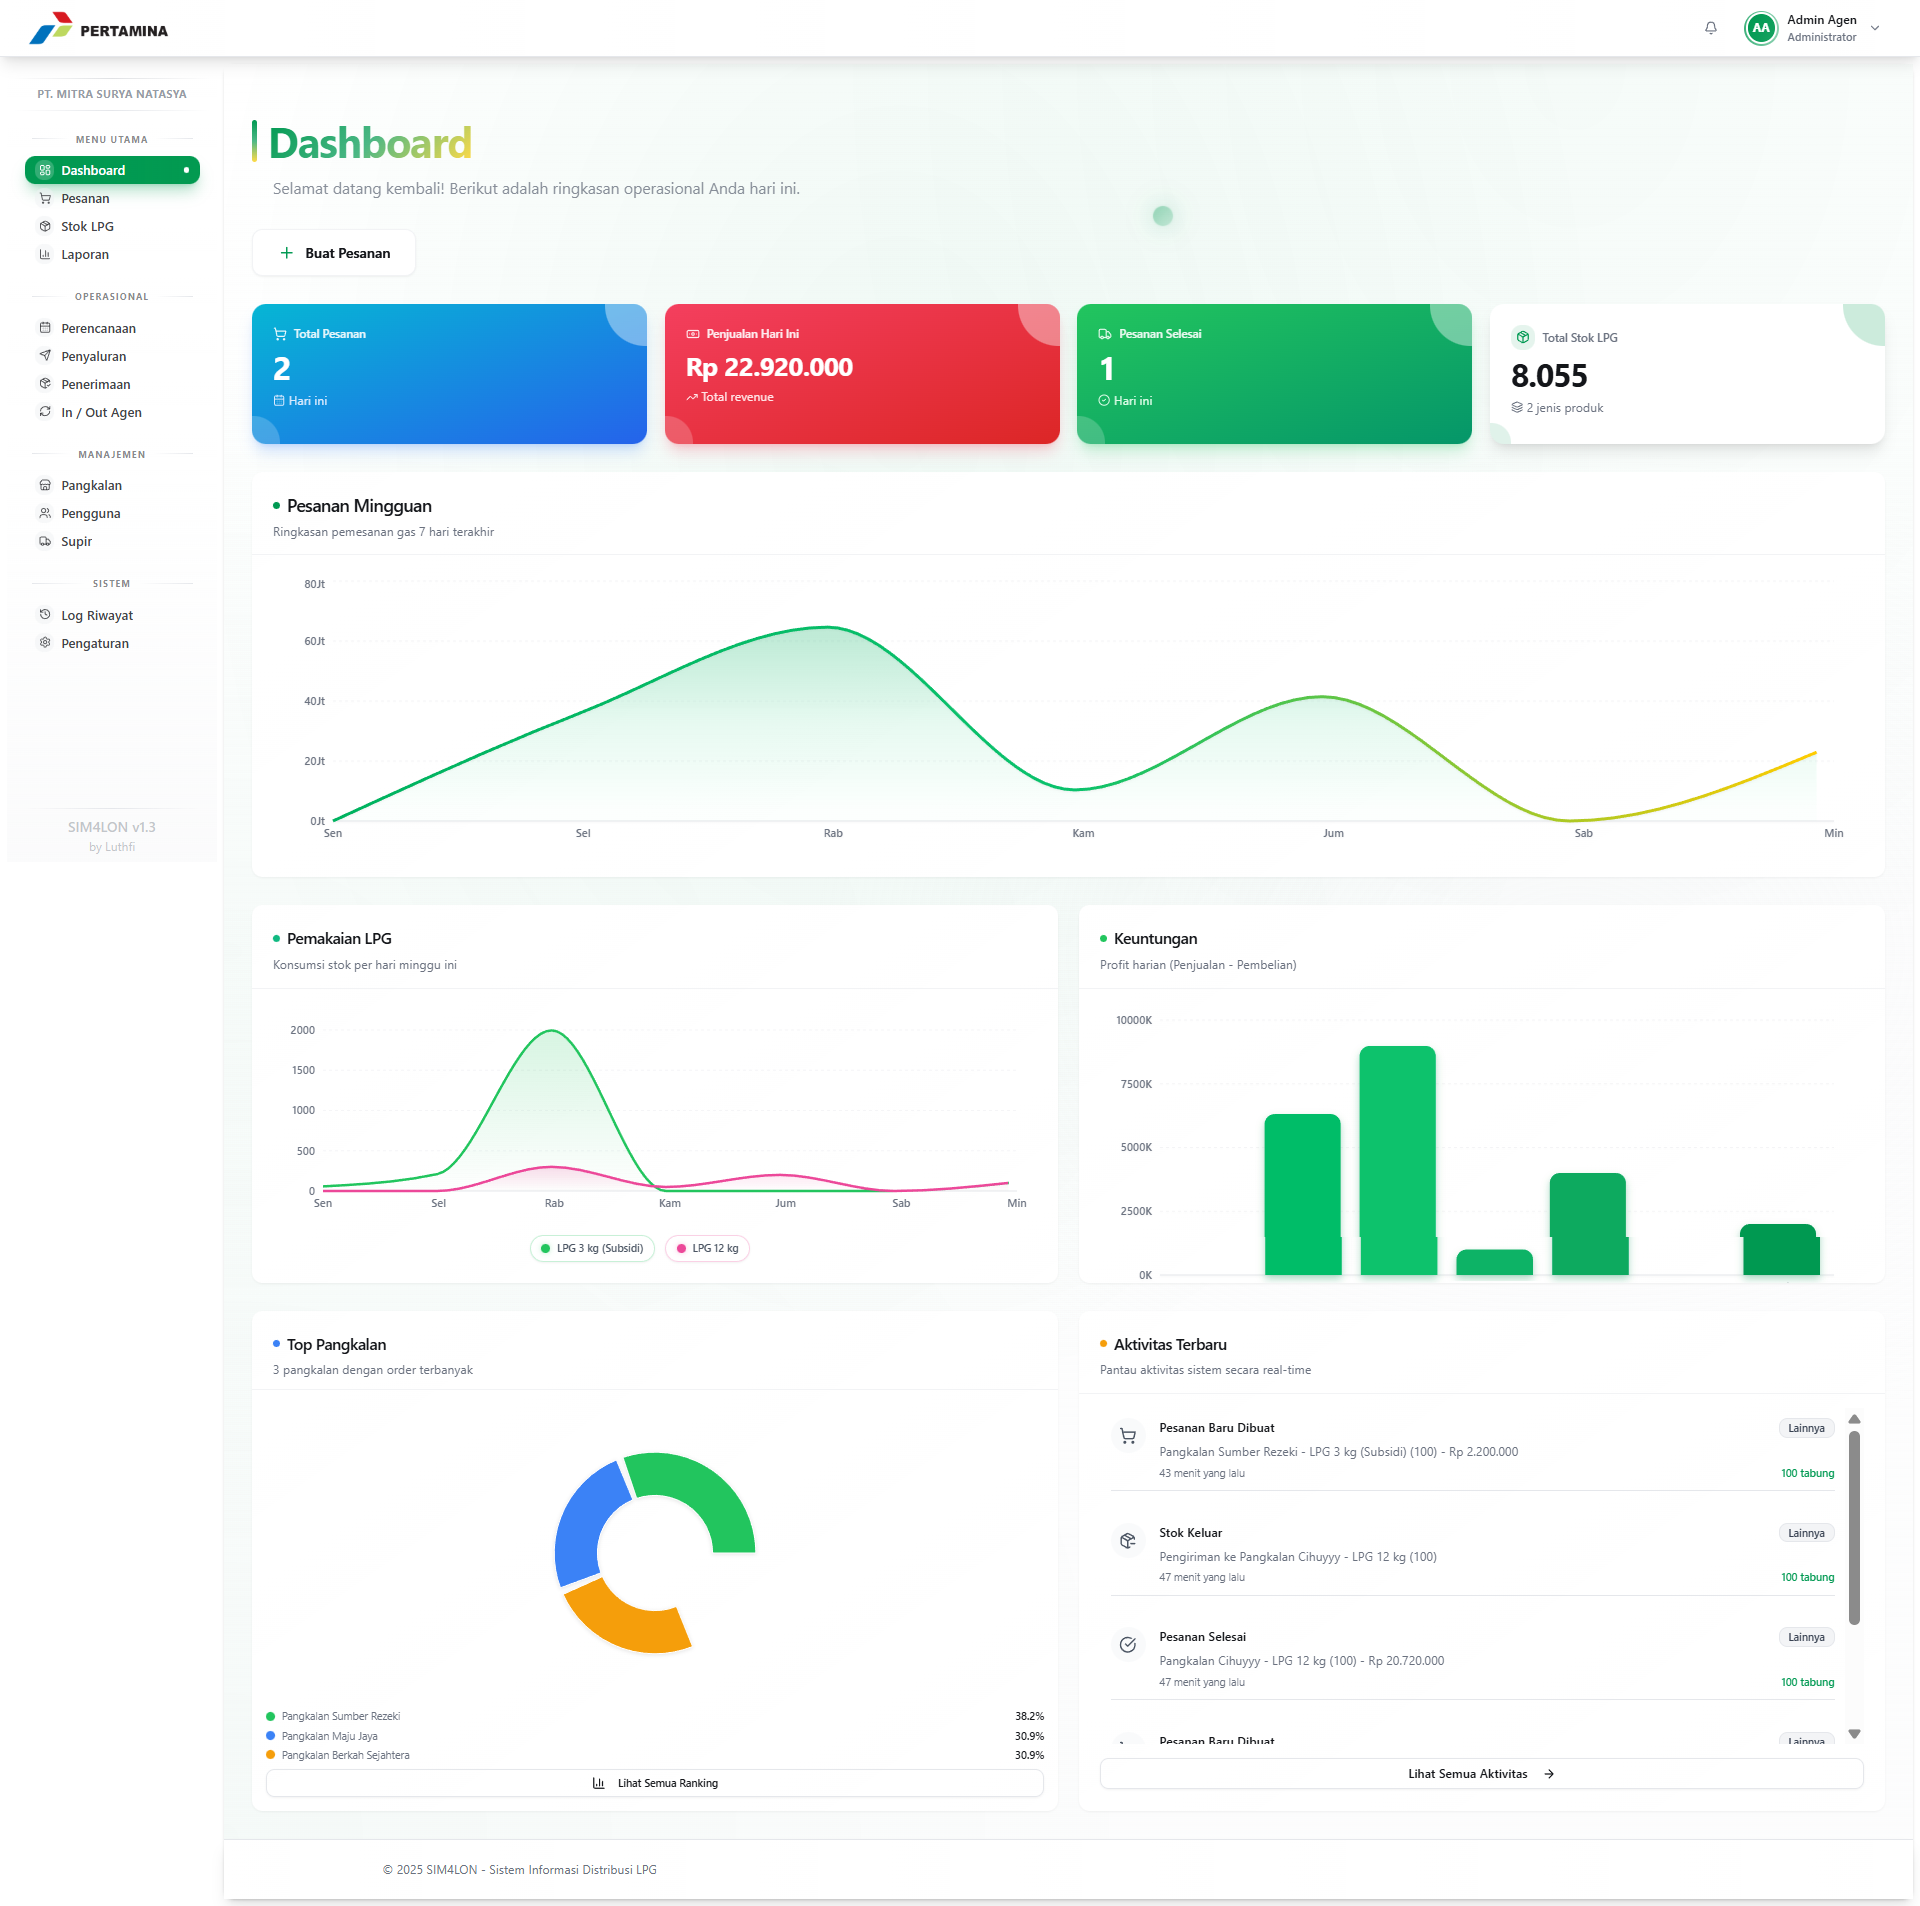 PERTAMINA
AA
Admin Agen
Administrator
PT. MITRA SURYA NATASYA
MENU UTAMA
Dashboard
Pesanan
Stok LPG
Laporan
OPERASIONAL
Perencanaan
Penyaluran
Penerimaan
In / Out Agen
MANAJEMEN
Pangkalan
Pengguna
Supir
SISTEM
Log Riwayat
Pengaturan
SIM4LON v1.3
by Luthfi
Dashboard
Selamat datang kembali! Berikut adalah ringkasan operasional Anda hari ini.
Buat Pesanan
Total Pesanan
2
Hari ini
Penjualan Hari Ini
Rp 22.920.000
Total revenue
Pesanan Selesai
1
Hari ini
Total Stok LPG
8.055
2 jenis produk
Pesanan Mingguan
Ringkasan pemesanan gas 7 hari terakhir
80Jt
60Jt
40Jt
20Jt
0Jt
Sen Sel Rab Kam Jum Sab Min
Pemakaian LPG
Konsumsi stok per hari minggu ini
2000
1500
1000
500
0
Sen Sel Rab Kam Jum Sab Min
LPG 3 kg (Subsidi) LPG 12 kg
Keuntungan
Profit harian (Penjualan - Pembelian)
10000K
7500K
5000K
2500K
0K
Top Pangkalan
3 pangkalan dengan order terbanyak
Pangkalan Sumber Rezeki 38.2%
Pangkalan Maju Jaya 30.9%
Pangkalan Berkah Sejahtera 30.9%
Lihat Semua Ranking
Aktivitas Terbaru
Pantau aktivitas sistem secara real-time
Pesanan Baru Dibuat Lainnya
Pangkalan Sumber Rezeki - LPG 3 kg (Subsidi) (100) - Rp 2.200.000
43 menit yang lalu 100 tabung
Stok Keluar Lainnya
Pengiriman ke Pangkalan Cihuyyy - LPG 12 kg (100)
47 menit yang lalu 100 tabung
Pesanan Selesai Lainnya
Pangkalan Cihuyyy - LPG 12 kg (100) - Rp 20.720.000
47 menit yang lalu 100 tabung
Pesanan Baru Dibuat Lainnya
Lihat Semua Aktivitas
© 2025 SIM4LON - Sistem Informasi Distribusi LPG